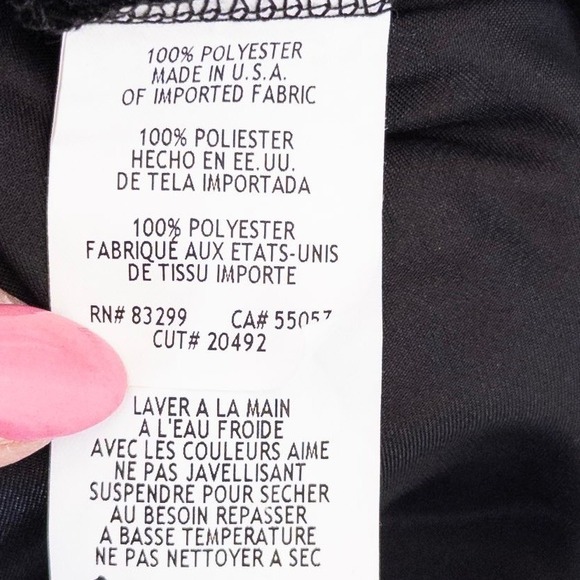 100% POLYESTER
MADE IN U.S.A.
OF IMPORTED FABRIC
100% POLIESTER
HECHO EN EE.UU.
DE TELA IMPORTADA
100% POLYESTER
FABRIQUÉ AUX ETATS-UNIS
DE TISSU IMPORTE
RN# 83299 CA#
CUT# 20492
LAVER A LA MAIN
A L'EAU FROIDE
AVEC LES COULEURS AIME
NE PAS JAVELLISANT
SUSPENDRE POUR SECHER
AU BESOIN REPASSER
A BASSE TEMPERATURE
NE PAS NETTOYER A SEC